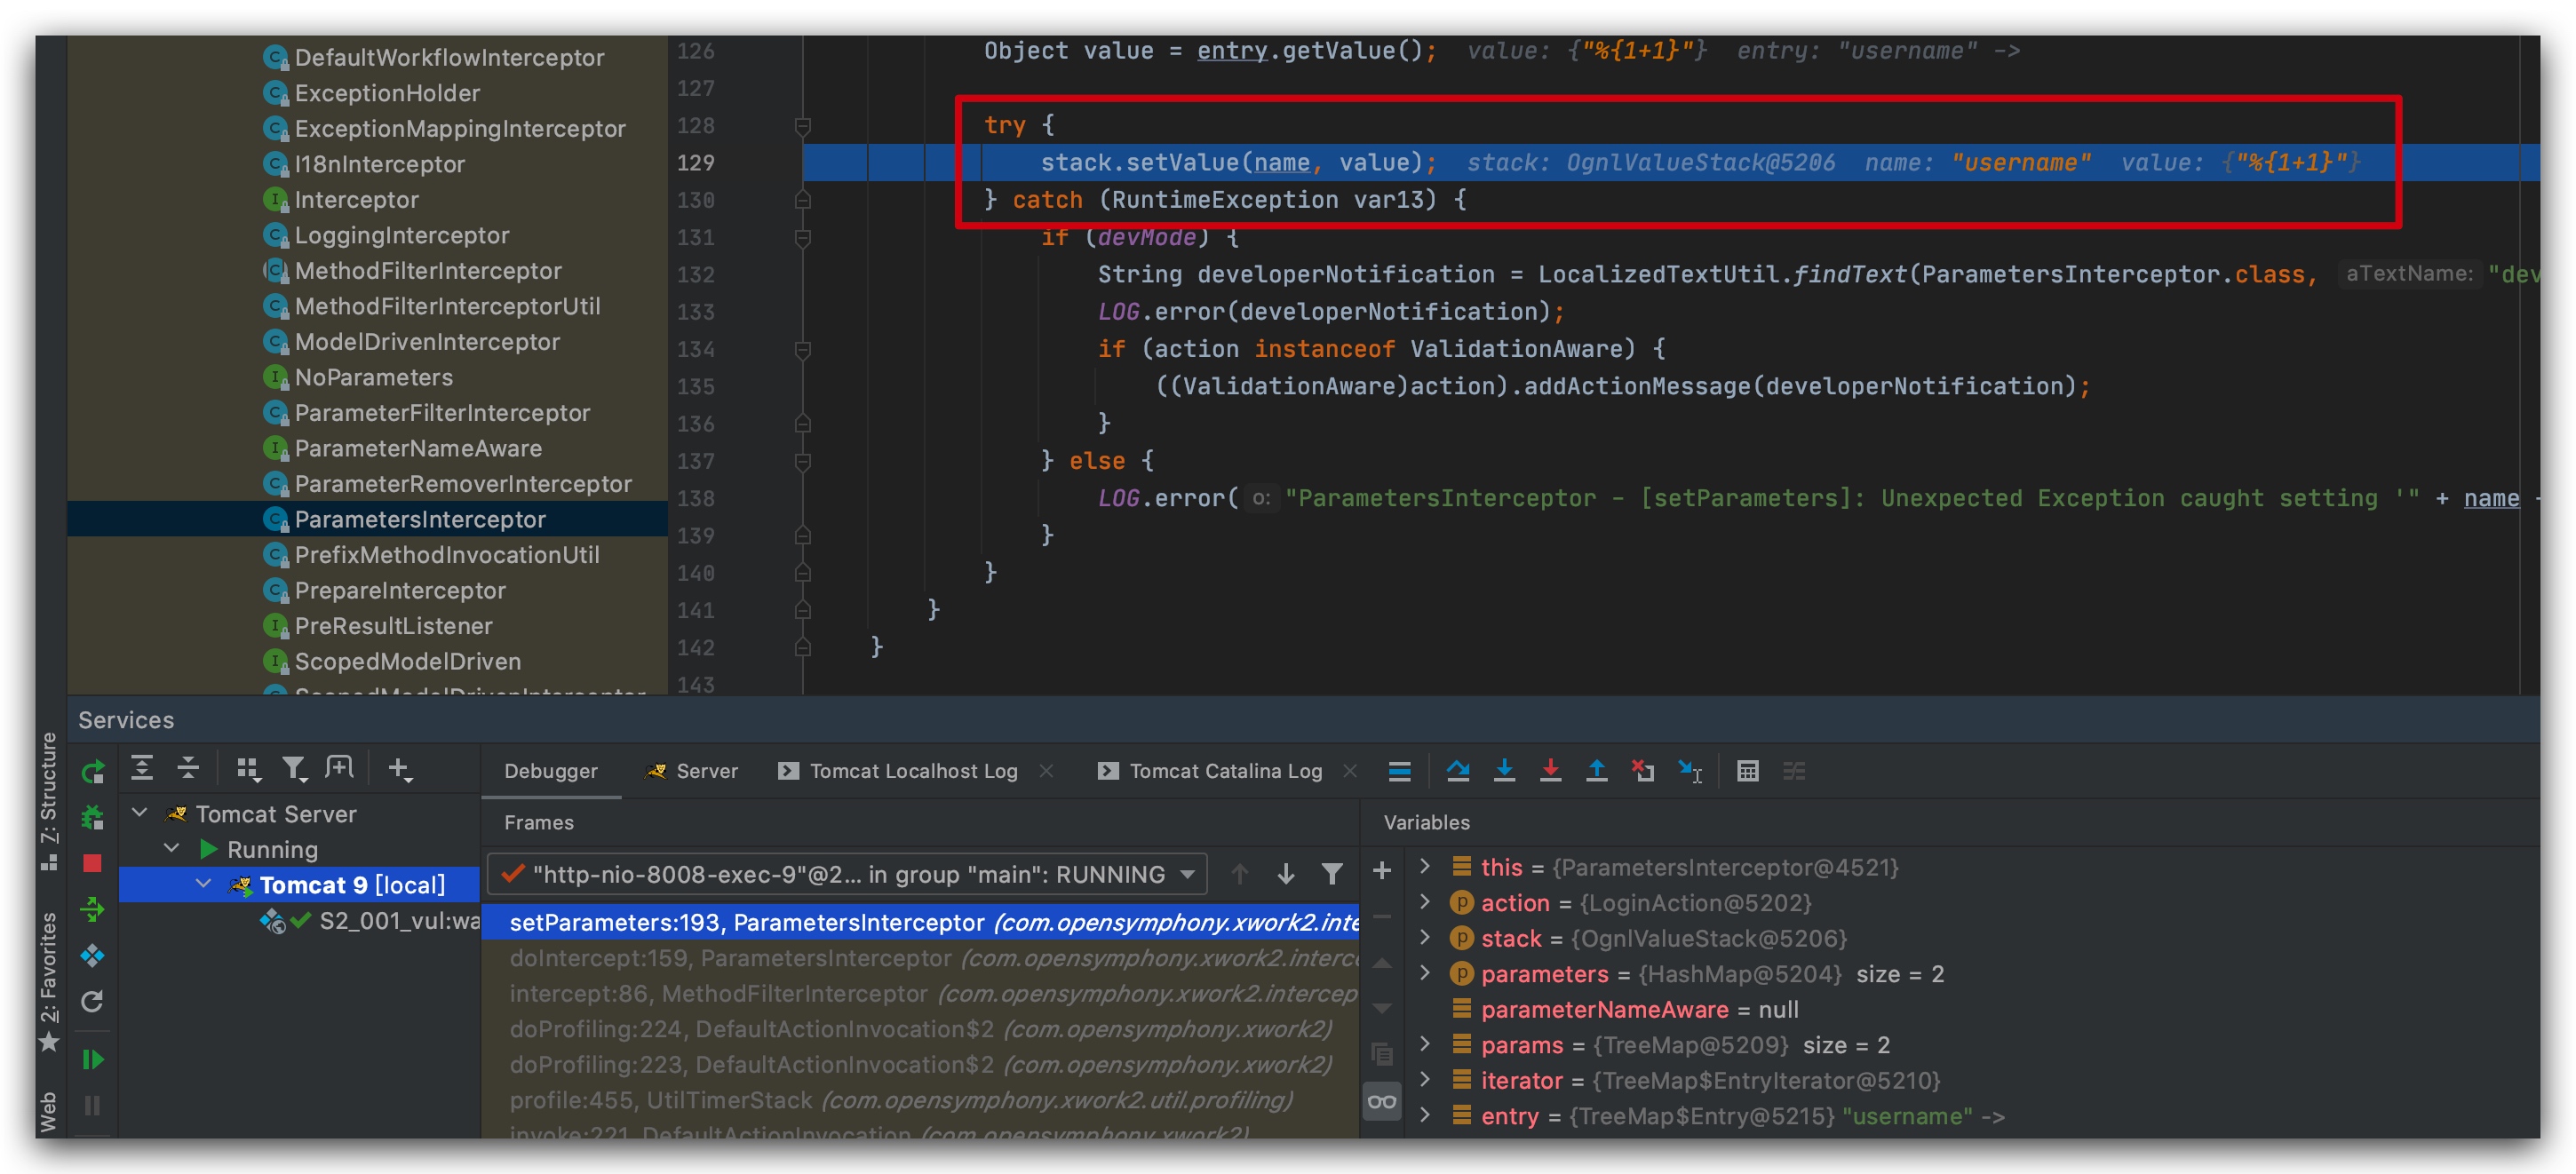 DefaultWorkflowInterceptor
ExceptionHolder
ExceptionMappingInterceptor
I18nInterceptor
Interceptor
LoggingInterceptor
MethodFilterInterceptor
MethodFilterInterceptorUtil
ModelDrivenInterceptor
NoParameters
ParameterFilterInterceptor
ParameterNameAware
ParameterRemoverInterceptor
ParametersInterceptor
PrefixMethodInvocationUtil
PrepareInterceptor
PreResultListener
ScopedModelDriven
ScopedModelDrivenInterceptor
126 Object value = entry.getValue(); value: {"%{1+1}"} entry: "username" ->
127
128 try {
129 stack.setValue(name, value); stack: OgnlValueStack@5206 name: "username" value: {"%{1+1}"}
130 } catch (RuntimeException var13) {
131 if (devMode) {
132 String developerNotification = LocalizedTextUtil.findText(ParametersInterceptor.class, aTextName: "dev
133 LOG.error(developerNotification);
134 if (action instanceof ValidationAware) {
135 ((ValidationAware)action).addActionMessage(developerNotification);
136 }
137 } else {
138 LOG.error( o: "ParametersInterceptor - [setParameters]: Unexpected Exception caught setting '" + name +
139 }
140 }
141 }
142 }
143
Services
7: Structure
2: Favorites
Web
Tomcat Server
Running
Tomcat 9 [local]
S2_001_vul:wa
Debugger
Server
Tomcat Localhost Log
Tomcat Catalina Log
Frames
"http-nio-8008-exec-9"@2... in group "main": RUNNING
setParameters:193, ParametersInterceptor (com.opensymphony.xwork2.inte
doIntercept:159, ParametersInterceptor (com.opensymphony.xwork2.interce
intercept:86, MethodFilterInterceptor (com.opensymphony.xwork2.intercep
doProfiling:224, DefaultActionInvocation$2 (com.opensymphony.xwork2)
doProfiling:223, DefaultActionInvocation$2 (com.opensymphony.xwork2)
profile:455, UtilTimerStack (com.opensymphony.xwork2.util.profiling)
invoke:221, DefaultActionInvocation (com.opensymphony.xwork2)
Variables
this = {ParametersInterceptor@4521}
action = {LoginAction@5202}
stack = {OgnlValueStack@5206}
parameters = {HashMap@5204} size = 2
parameterNameAware = null
params = {TreeMap@5209} size = 2
iterator = {TreeMap$EntryIterator@5210}
entry = {TreeMap$Entry@5215} "username" ->